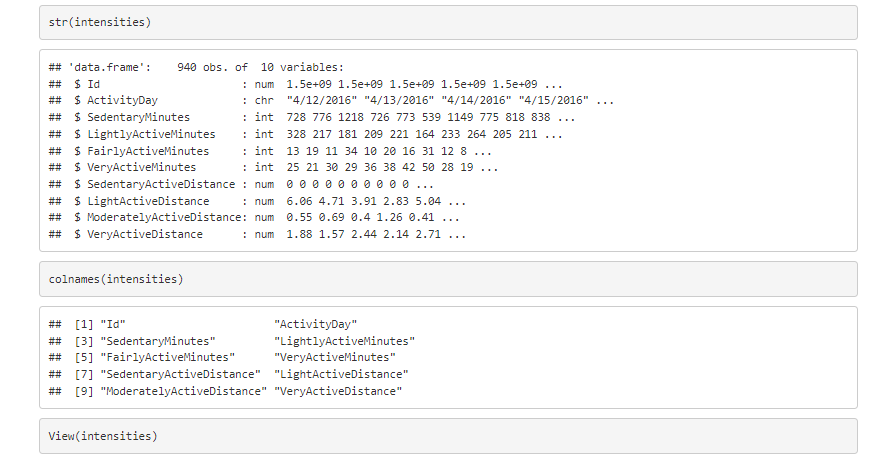 str(intensities)
## 'data.frame':    940 obs. of  10 variables:
##  $ Id                      : num  1.5e+09 1.5e+09 1.5e+09 1.5e+09 1.5e+09 ...
##  $ ActivityDay             : chr  "4/12/2016" "4/13/2016" "4/14/2016" "4/15/2016" ...
##  $ SedentaryMinutes        : int  728 776 1218 726 773 539 1149 775 818 838 ...
##  $ LightlyActiveMinutes    : int  328 217 181 209 221 164 233 264 205 211 ...
##  $ FairlyActiveMinutes     : int  13 19 11 34 10 20 16 31 12 8 ...
##  $ VeryActiveMinutes       : int  25 21 30 29 36 38 42 50 28 19 ...
##  $ SedentaryActiveDistance : num  0 0 0 0 0 0 0 0 0 0 ...
##  $ LightActiveDistance     : num  6.06 4.71 3.91 2.83 5.04 ...
##  $ ModeratelyActiveDistance: num  0.55 0.69 0.4 1.26 0.41 ...
##  $ VeryActiveDistance      : num  1.88 1.57 2.44 2.14 2.71 ...
colnames(intensities)
##  [1] "Id"                       "ActivityDay"
##  [3] "SedentaryMinutes"         "LightlyActiveMinutes"
##  [5] "FairlyActiveMinutes"      "VeryActiveMinutes"
##  [7] "SedentaryActiveDistance"  "LightActiveDistance"
##  [9] "ModeratelyActiveDistance" "VeryActiveDistance"
View(intensities)